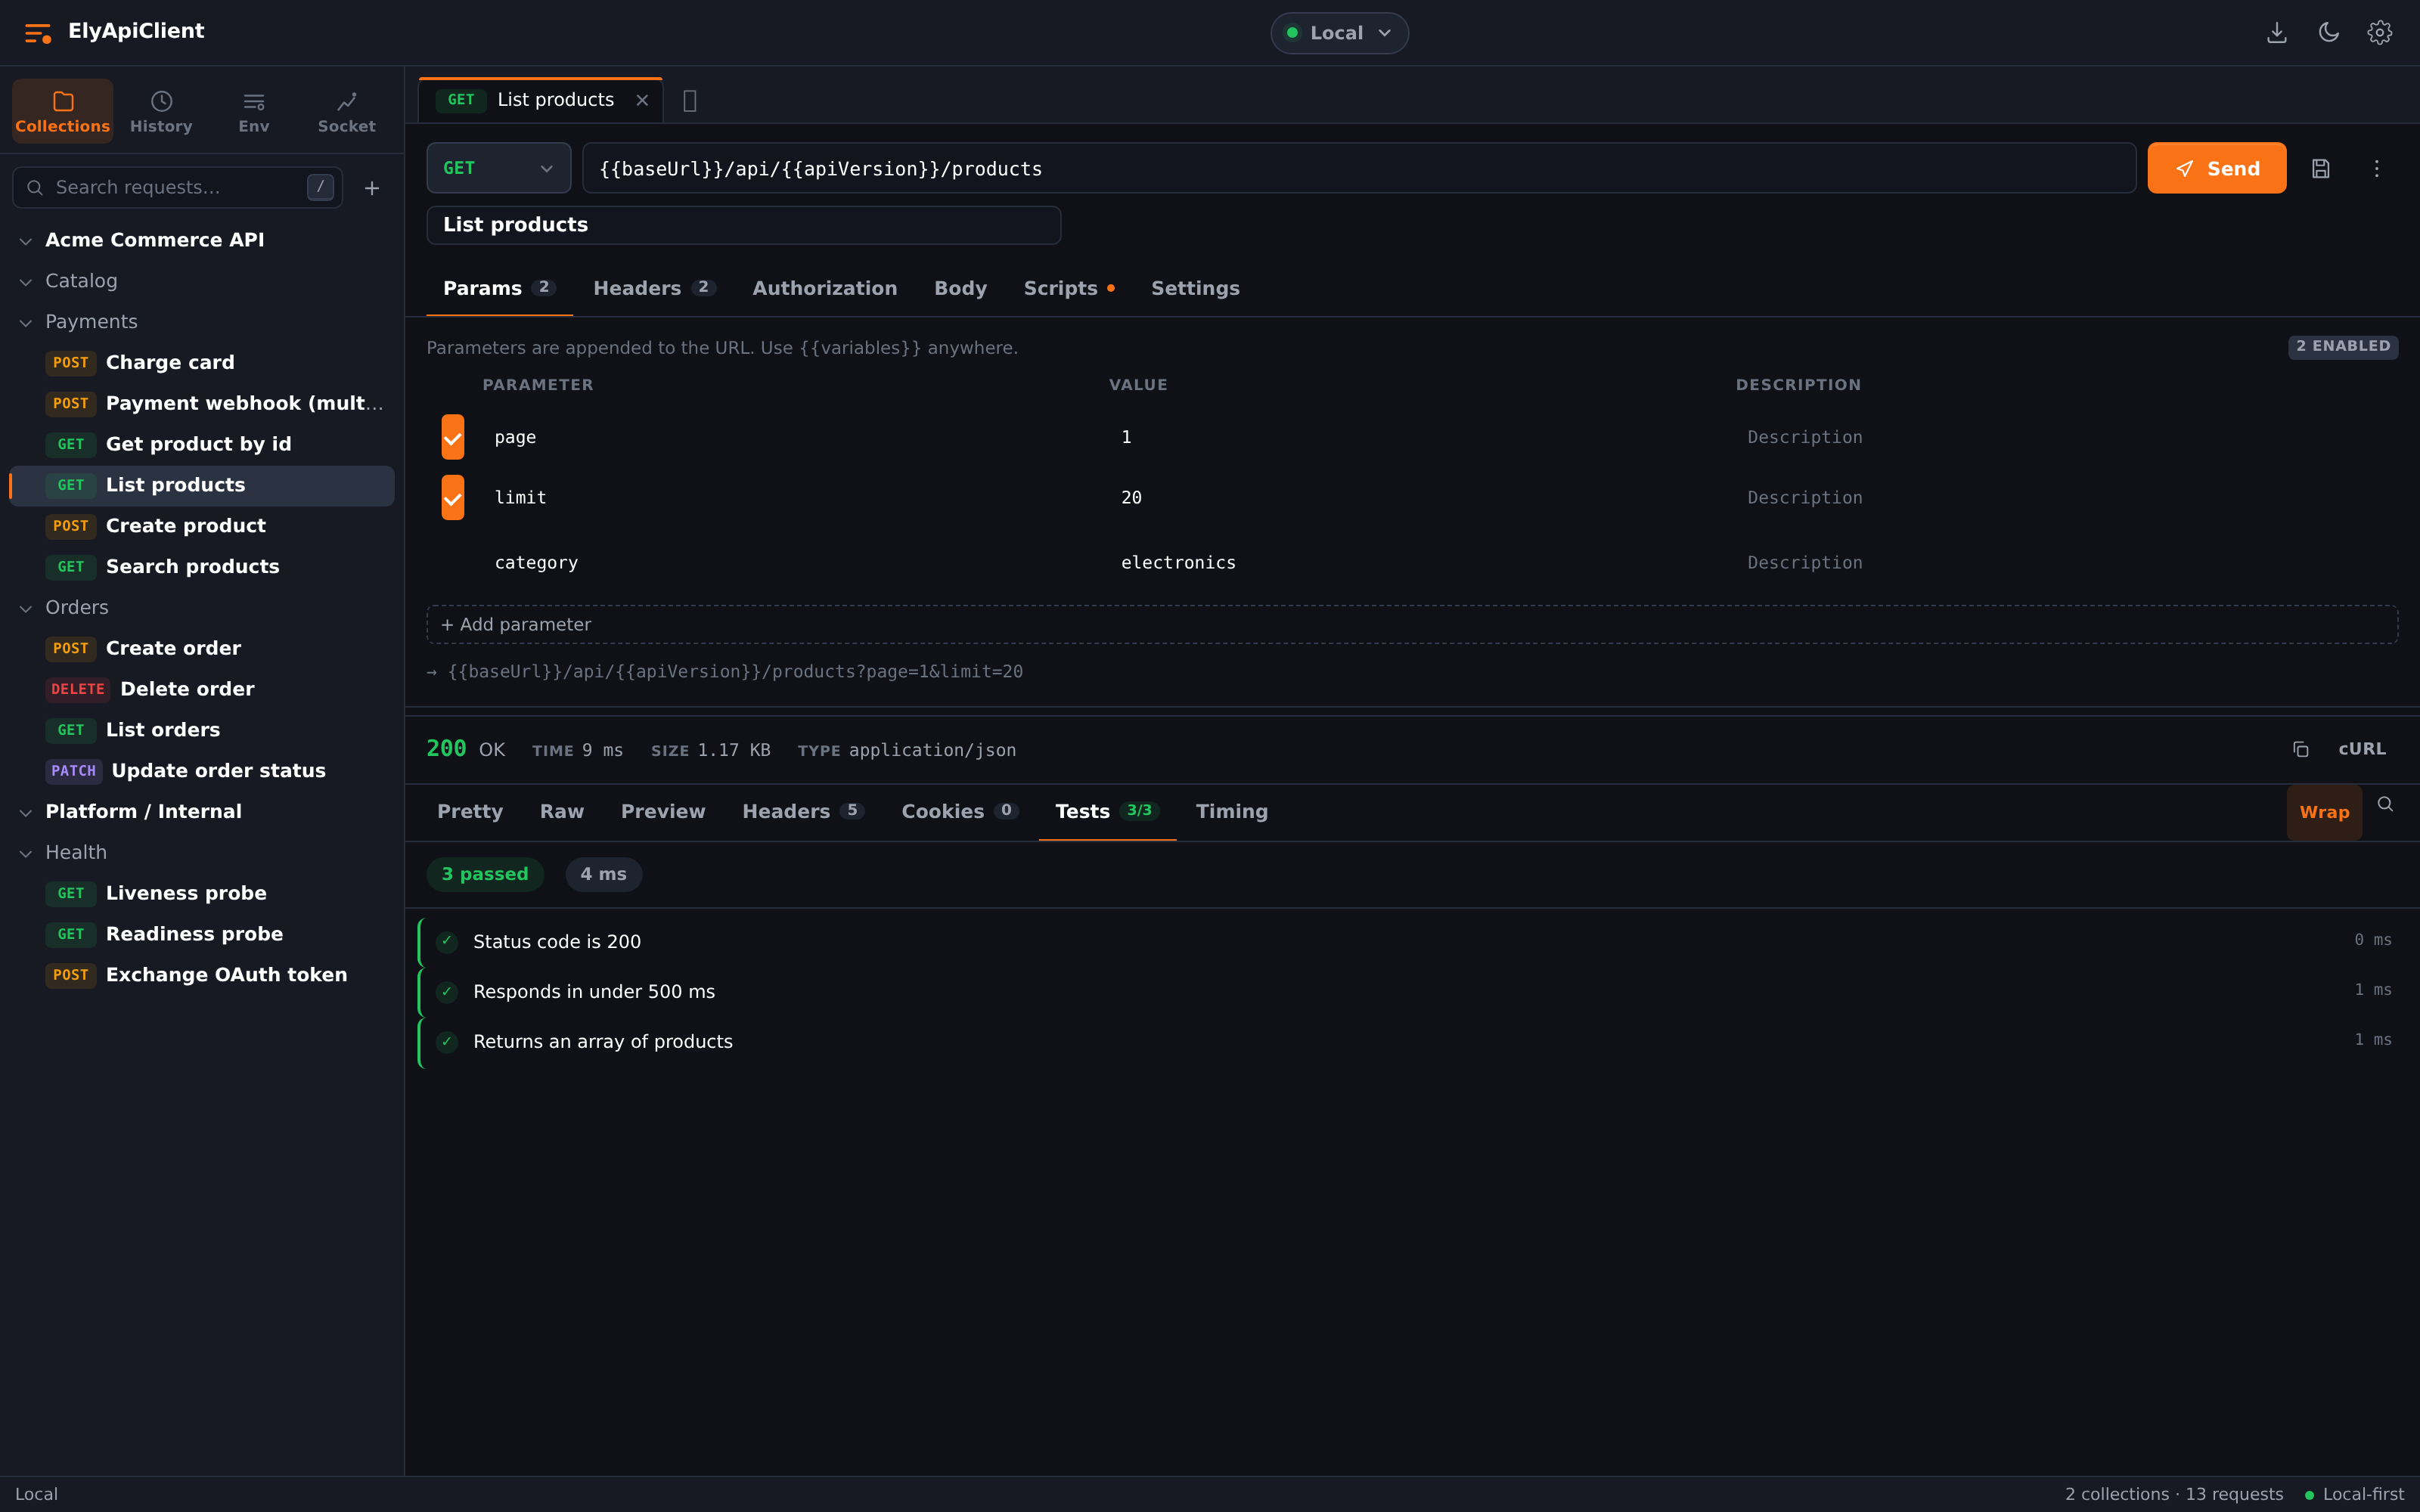 ElyApiClient
Local
Collections
History
Env
Socket
GET List products ✕
Search requests... /
+
GET
{{baseUrl}}/api/{{apiVersion}}/products
Send
List products
Acme Commerce API
Catalog
Payments
POST Charge card
POST Payment webhook (mult...
GET Get product by id
GET List products
POST Create product
GET Search products
Orders
POST Create order
DELETE Delete order
GET List orders
PATCH Update order status
Platform / Internal
Health
GET Liveness probe
GET Readiness probe
POST Exchange OAuth token
Params 2
Headers 2
Authorization
Body
Scripts
Settings
Parameters are appended to the URL. Use {{variables}} anywhere.
2 ENABLED
PARAMETER VALUE DESCRIPTION
page 1 Description
limit 20 Description
category electronics Description
+ Add parameter
→ {{baseUrl}}/api/{{apiVersion}}/products?page=1&limit=20
200 OK TIME 9 ms SIZE 1.17 KB TYPE application/json
cURL
Pretty
Raw
Preview
Headers 5
Cookies 0
Tests 3/3
Timing
Wrap
3 passed 4 ms
✓ Status code is 200 0 ms
✓ Responds in under 500 ms 1 ms
✓ Returns an array of products 1 ms
Local
2 collections · 13 requests
Local-first